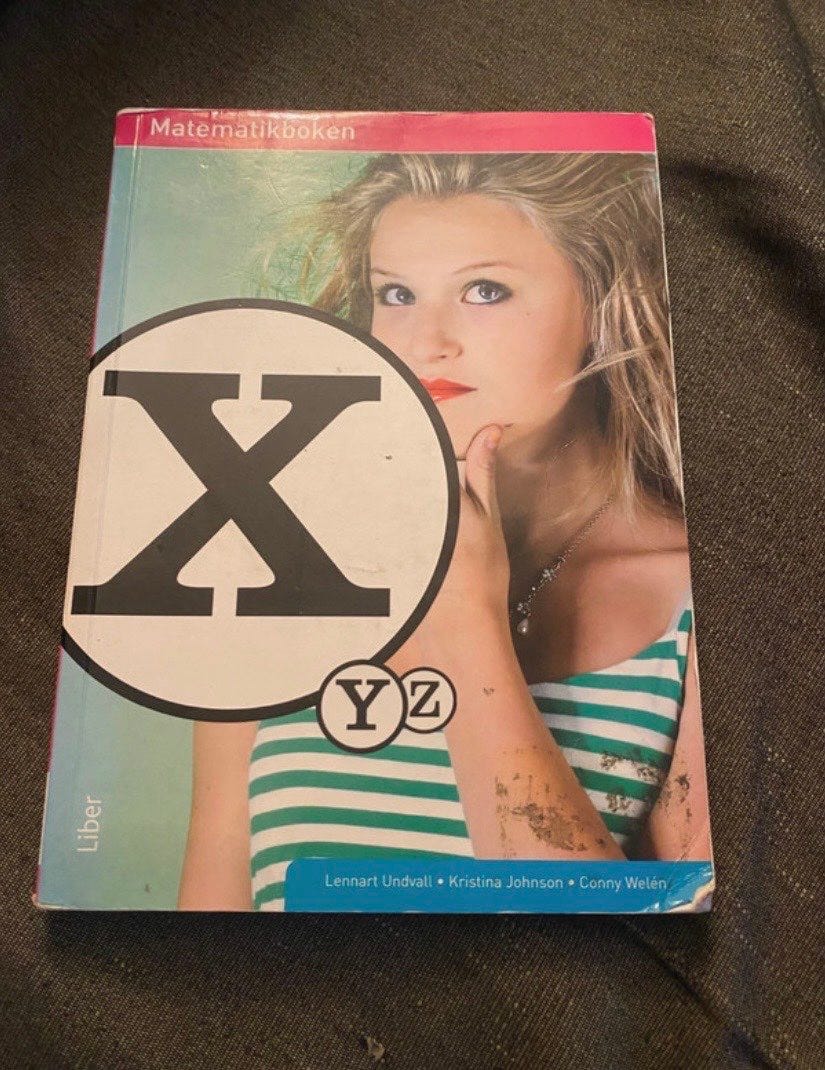 Matematikboken
X
Y Z
Liber
Lennart Undvall • Kristina Johnson • Conny Welén